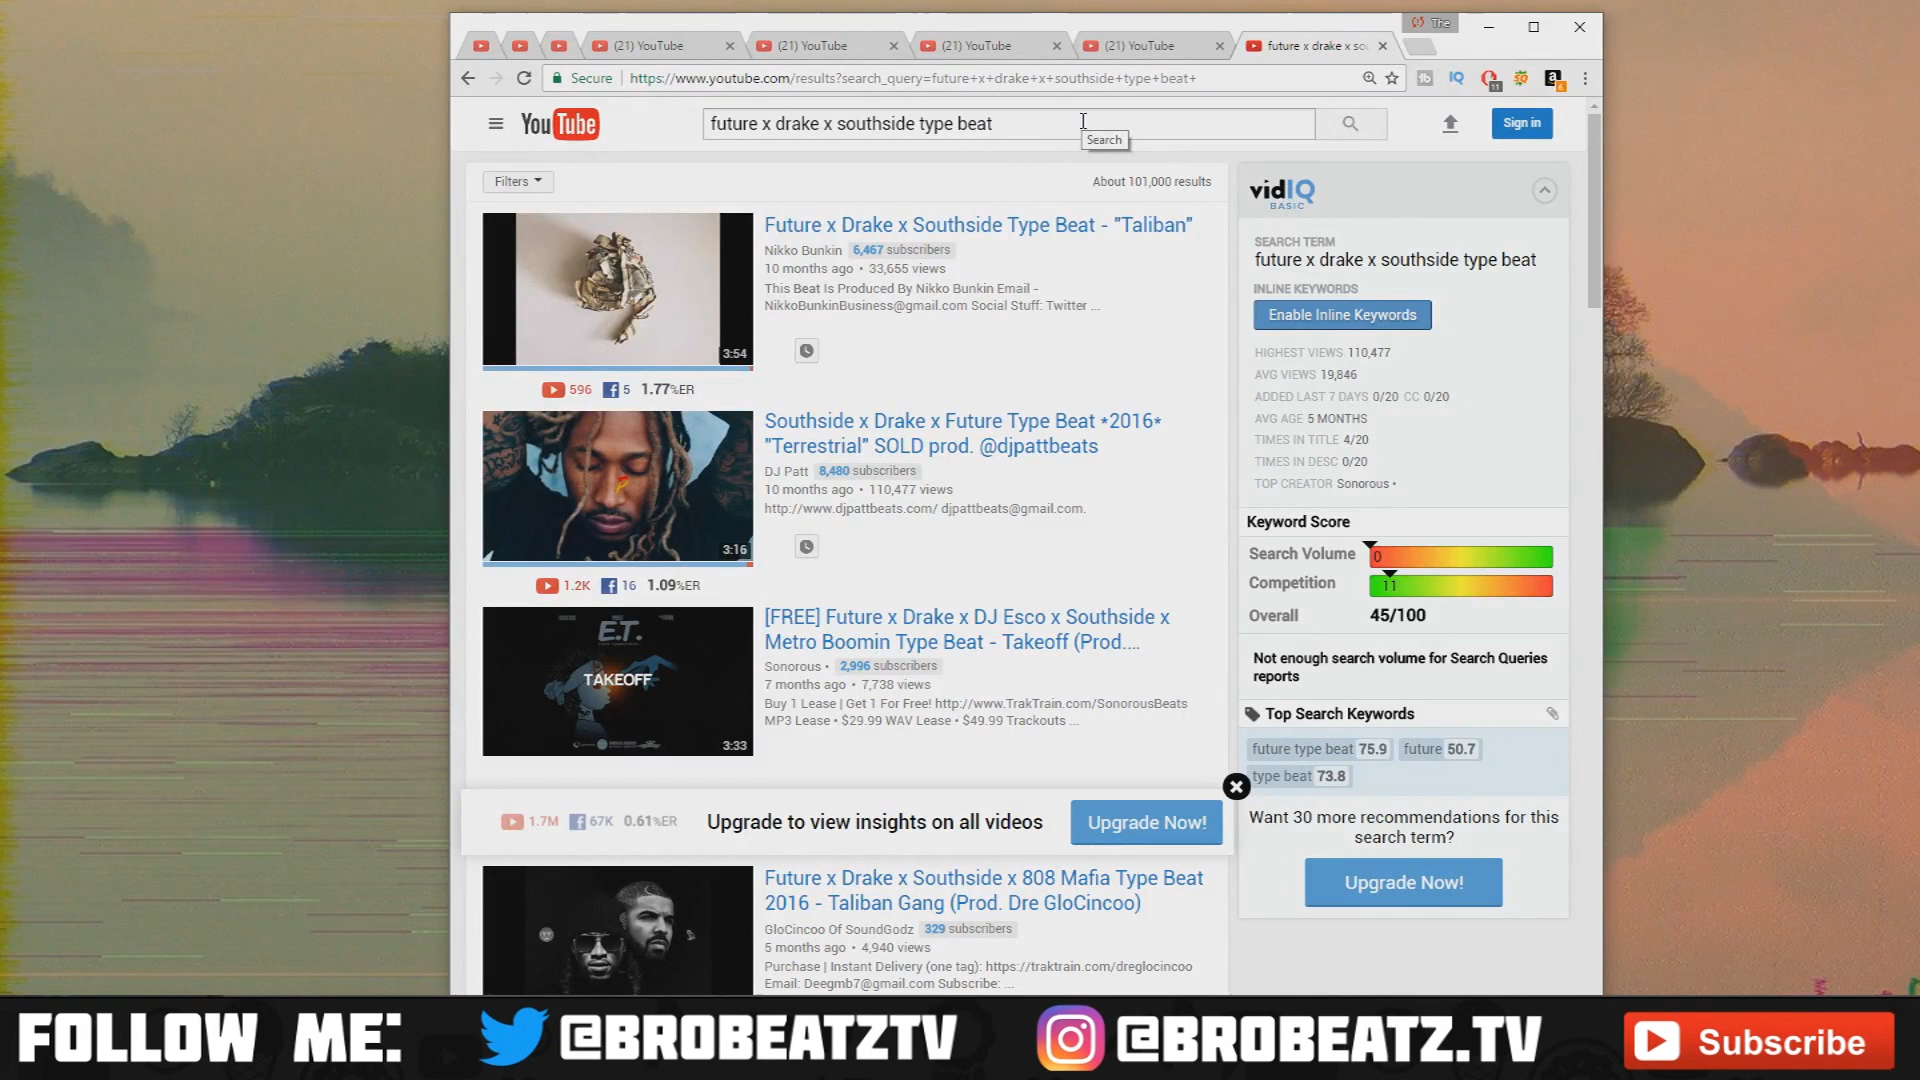 The
(21) YouTube
(21) YouTube
(21) YouTube
(21) YouTube
future x drake x so
Secure
https://www.youtube.com/results?search_query=future+x+drake+x+southside+type+beat+
YouTube
future x drake x southside type beat
Search
Sign in
Filters
About 101,000 results
Future x Drake x Southside Type Beat - "Taliban"
Nikko Bunkin 6,467 subscribers
10 months ago • 33,655 views
This Beat Is Produced By Nikko Bunkin Email -
NikkoBunkinBusiness@gmail.com Social Stuff: Twitter ...
3:54
596 5 1.77%ER
Southside x Drake x Future Type Beat *2016*
"Terrestrial" SOLD prod. @djpattbeats
DJ Patt 8,480 subscribers
10 months ago • 110,477 views
http://www.djpattbeats.com/ djpattbeats@gmail.com.
3:16
1.2K 16 1.09%ER
[FREE] Future x Drake x DJ Esco x Southside x
Metro Boomin Type Beat - Takeoff (Prod....
Sonorous • 2,996 subscribers
7 months ago • 7,738 views
Buy 1 Lease | Get 1 For Free! http://www.TrakTrain.com/SonorousBeats
MP3 Lease • $29.99 WAV Lease • $49.99 Trackouts ...
E.T.
TAKEOFF
3:33
1.7M 67K 0.61%ER
Upgrade to view insights on all videos
Upgrade Now!
Future x Drake x Southside x 808 Mafia Type Beat
2016 - Taliban Gang (Prod. Dre GloCincoo)
GloCincoo Of SoundGodz 329 subscribers
5 months ago • 4,940 views
Purchase | Instant Delivery (one tag): https://traktrain.com/dreglocincoo
Email: Deegmb7@gmail.com Subscribe: ...
vidIQ
BASIC
SEARCH TERM
future x drake x southside type beat
INLINE KEYWORDS
Enable Inline Keywords
HIGHEST VIEWS 110,477
AVG VIEWS 19,846
ADDED LAST 7 DAYS 0/20 CC 0/20
AVG AGE 5 MONTHS
TIMES IN TITLE 4/20
TIMES IN DESC 0/20
TOP CREATOR Sonorous •
Keyword Score
Search Volume 0
Competition 11
Overall 45/100
Not enough search volume for Search Queries
reports
Top Search Keywords
future type beat 75.9 future 50.7
type beat 73.8
Want 30 more recommendations for this
search term?
Upgrade Now!
FOLLOW ME: @BROBEATZTV @BROBEATZ.TV Subscribe